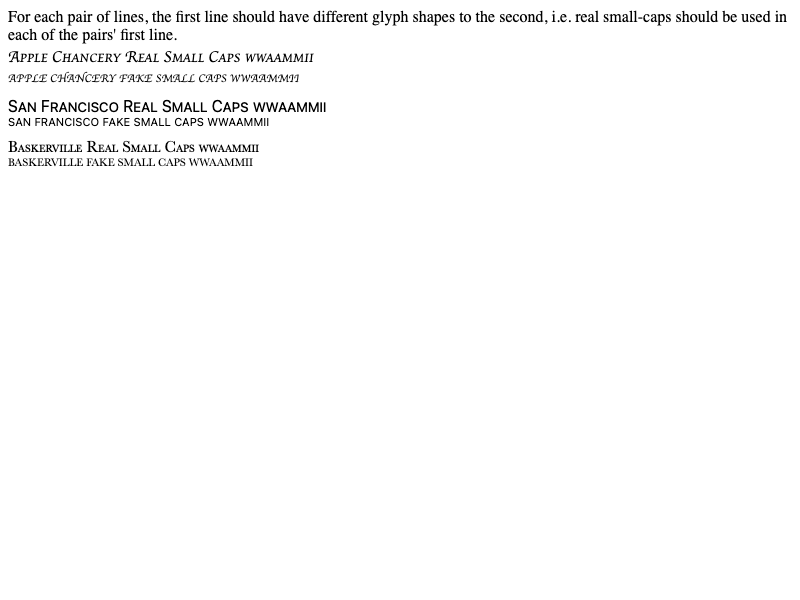 For each pair of lines, the first line should have different glyph shapes to the second, i.e. real small-caps should be used in
each of the pairs' first line.
Apple Chancery Real Small Caps wwaammii
APPLE CHANCERY FAKE SMALL CAPS WWAAMMII
San Francisco Real Small Caps wwaammii
SAN FRANCISCO FAKE SMALL CAPS WWAAMMII
Baskerville Real Small Caps wwaammii
BASKERVILLE FAKE SMALL CAPS WWAAMMII